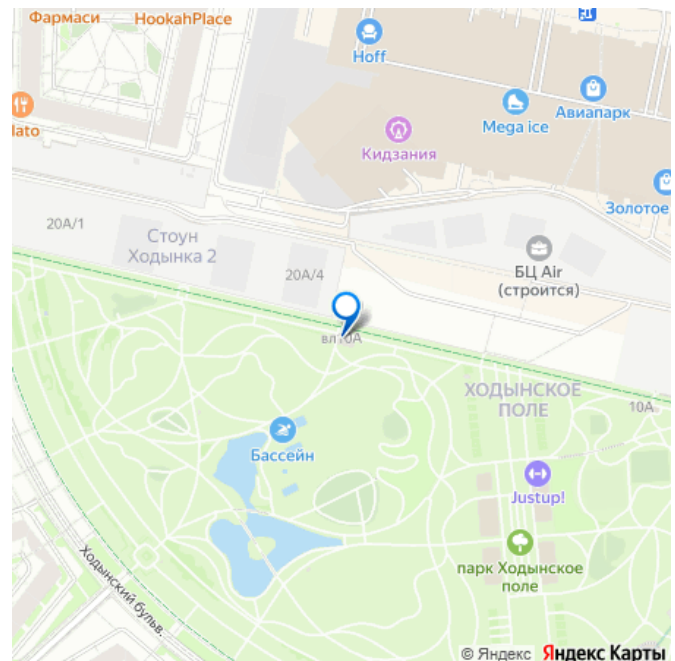 Фармаси
HookahPlace
Hoff
Авиапарк
Mega ice
lato
Кидзания
Золотое
20А/1
Стоун
Ходынка 2
20А/4
БЦ Air
(строится)
вл10А
ХОДЫНСКОЕ
ПОЛЕ
10А
Бассейн
Justup!
парк Ходынское
поле
Ходынский бульв.
© Яндекс Яндекс Карты